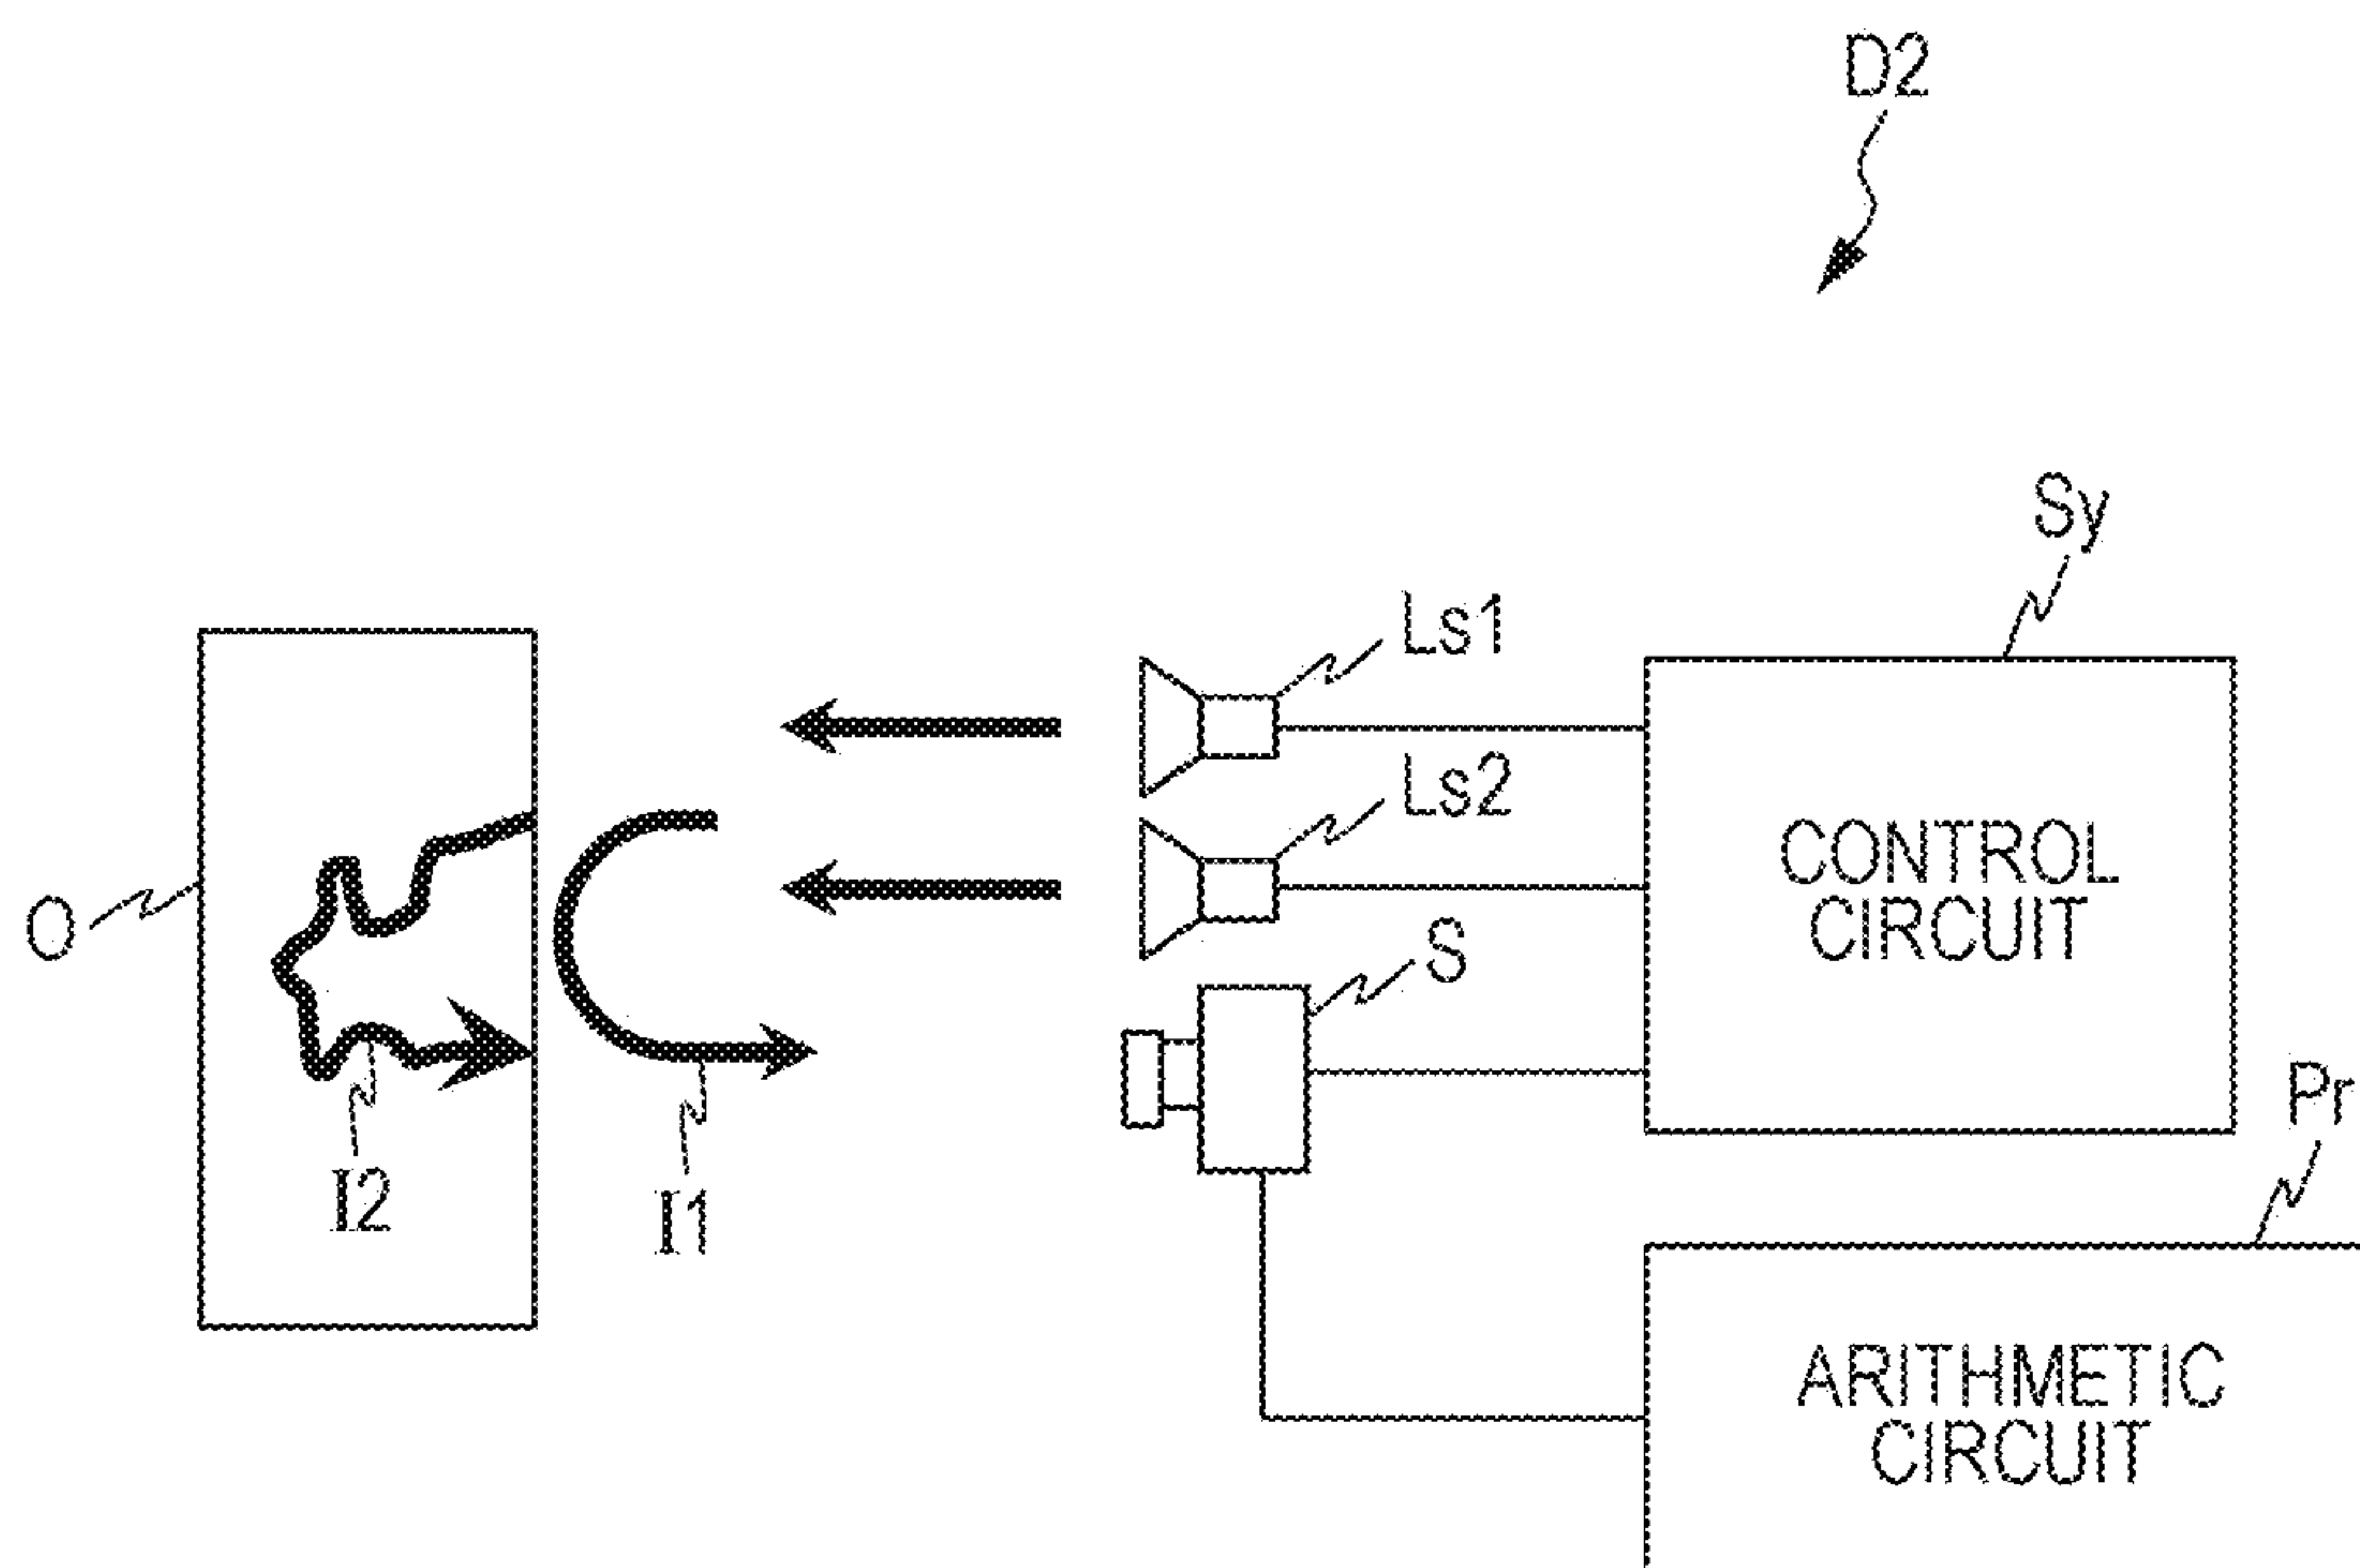 D2
Sy
Ls1
Ls2
CONTROL
CIRCUIT
O
S
Pr
I2
I1
ARITHMETIC
CIRCUIT